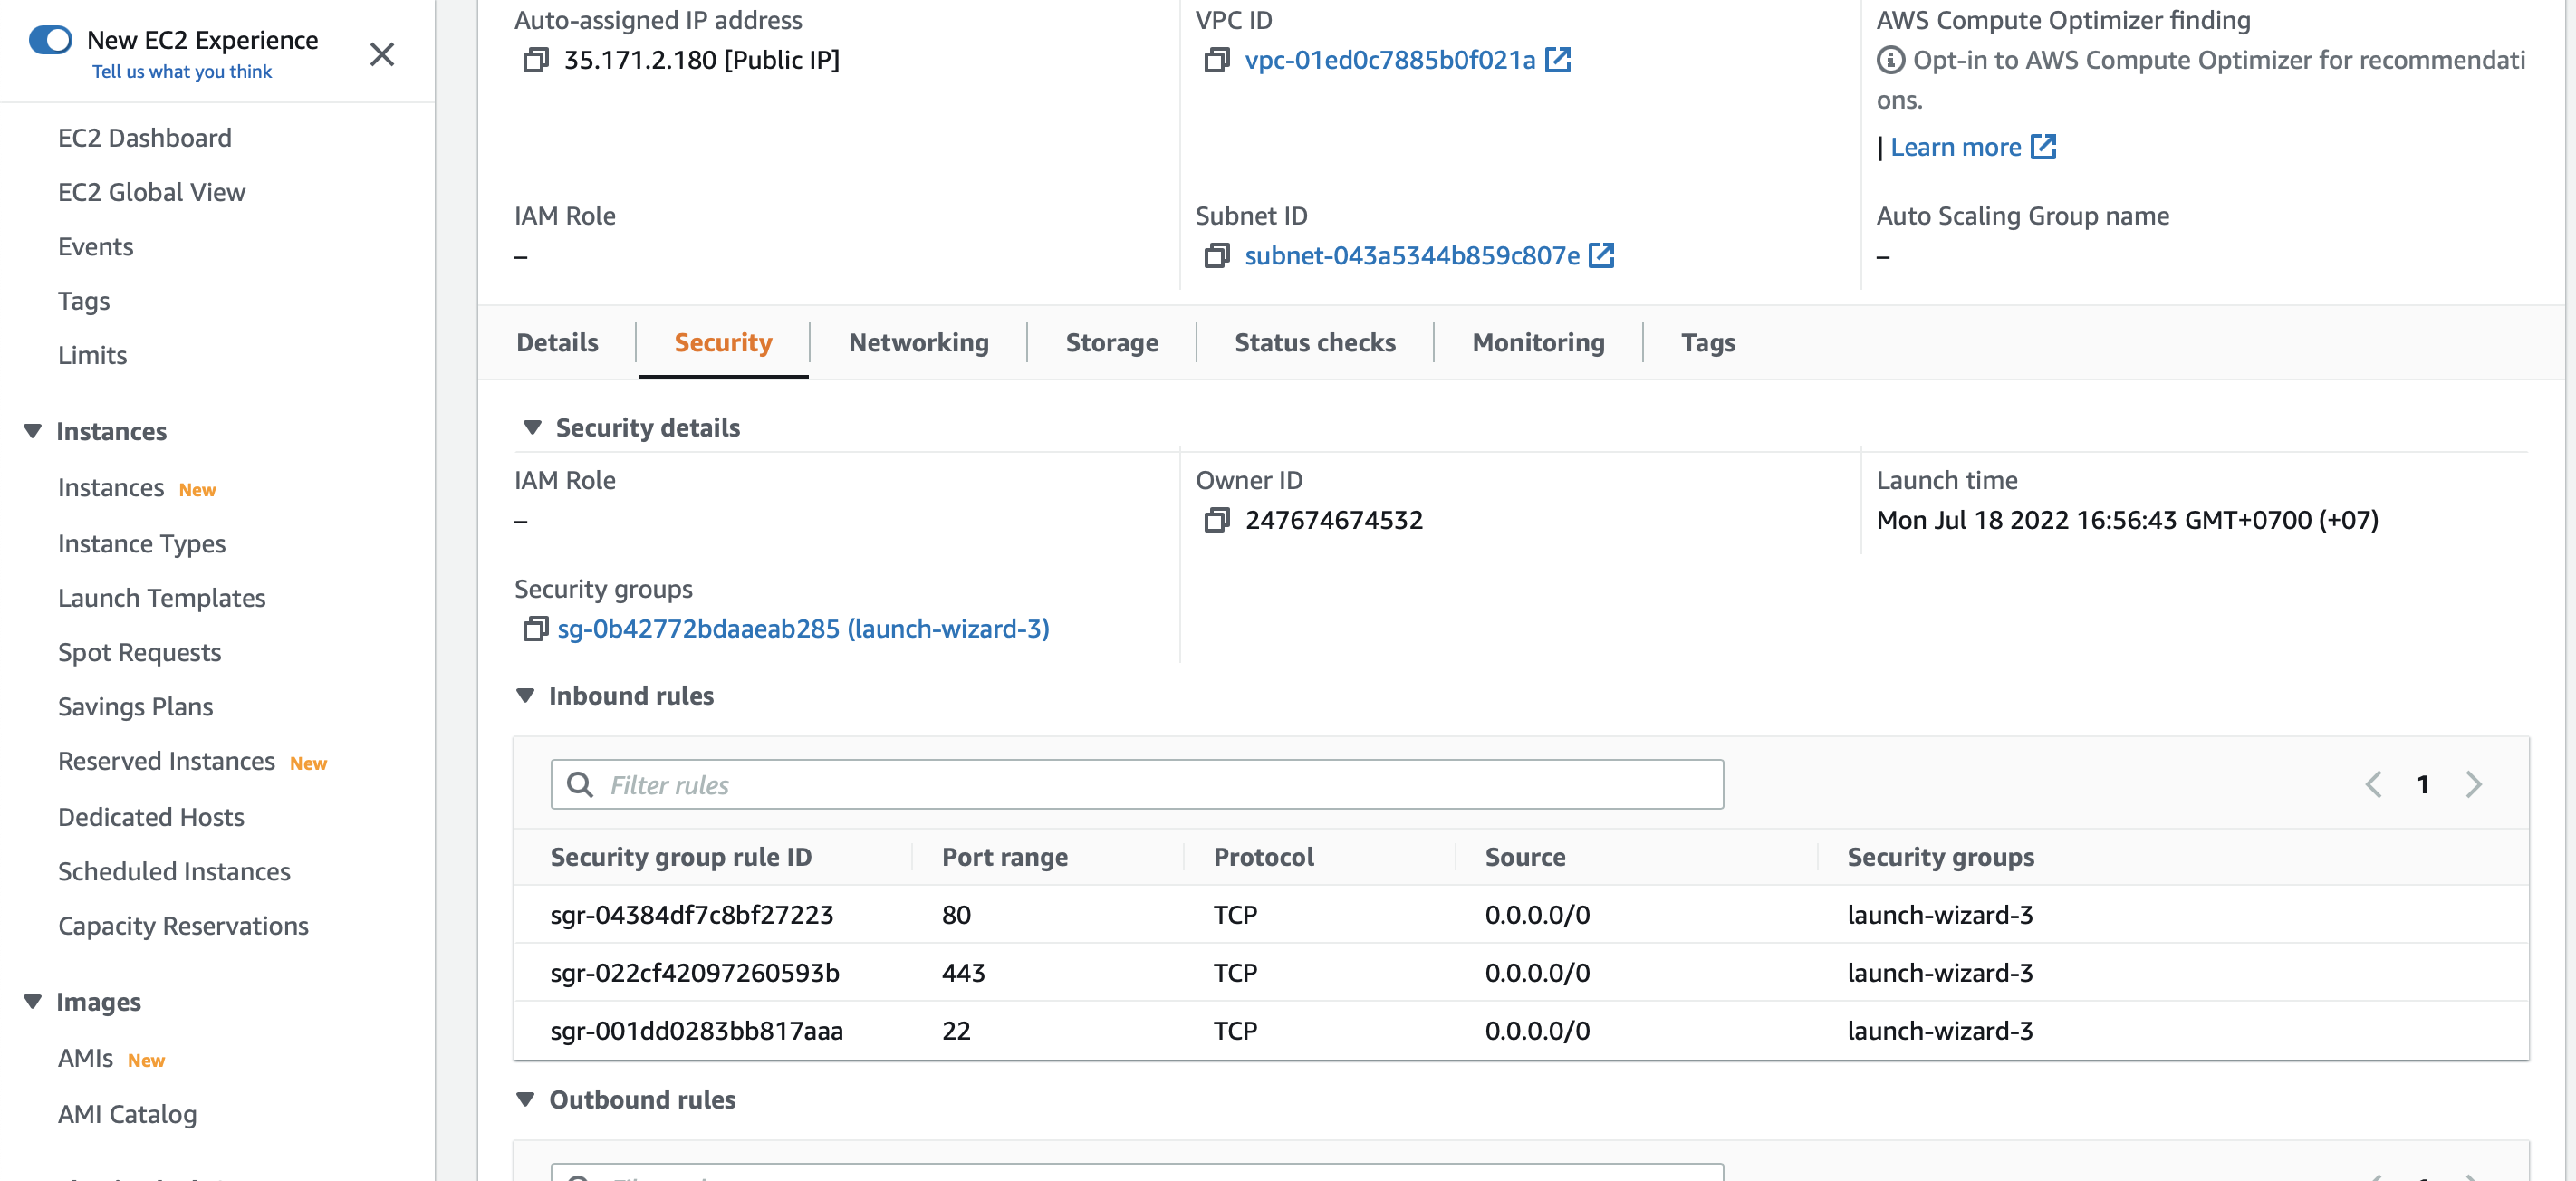 New EC2 Experience
Tell us what you think
EC2 Dashboard
EC2 Global View
Events
Tags
Limits
Instances
Instances New
Instance Types
Launch Templates
Spot Requests
Savings Plans
Reserved Instances New
Dedicated Hosts
Scheduled Instances
Capacity Reservations
Images
AMIs New
AMI Catalog
Auto-assigned IP address
35.171.2.180 [Public IP]
VPC ID
vpc-01ed0c7885b0f021a
AWS Compute Optimizer finding
Opt-in to AWS Compute Optimizer for recommendati
ons.
| Learn more
IAM Role
–
Subnet ID
subnet-043a5344b859c807e
Auto Scaling Group name
–
Details Security Networking Storage Status checks Monitoring Tags
Security details
IAM Role
–
Owner ID
247674674532
Launch time
Mon Jul 18 2022 16:56:43 GMT+0700 (+07)
Security groups
sg-0b42772bdaaeab285 (launch-wizard-3)
Inbound rules
Filter rules
1
Security group rule ID Port range Protocol Source Security groups
sgr-04384df7c8bf27223 80 TCP 0.0.0.0/0 launch-wizard-3
sgr-022cf42097260593b 443 TCP 0.0.0.0/0 launch-wizard-3
sgr-001dd0283bb817aaa 22 TCP 0.0.0.0/0 launch-wizard-3
Outbound rules